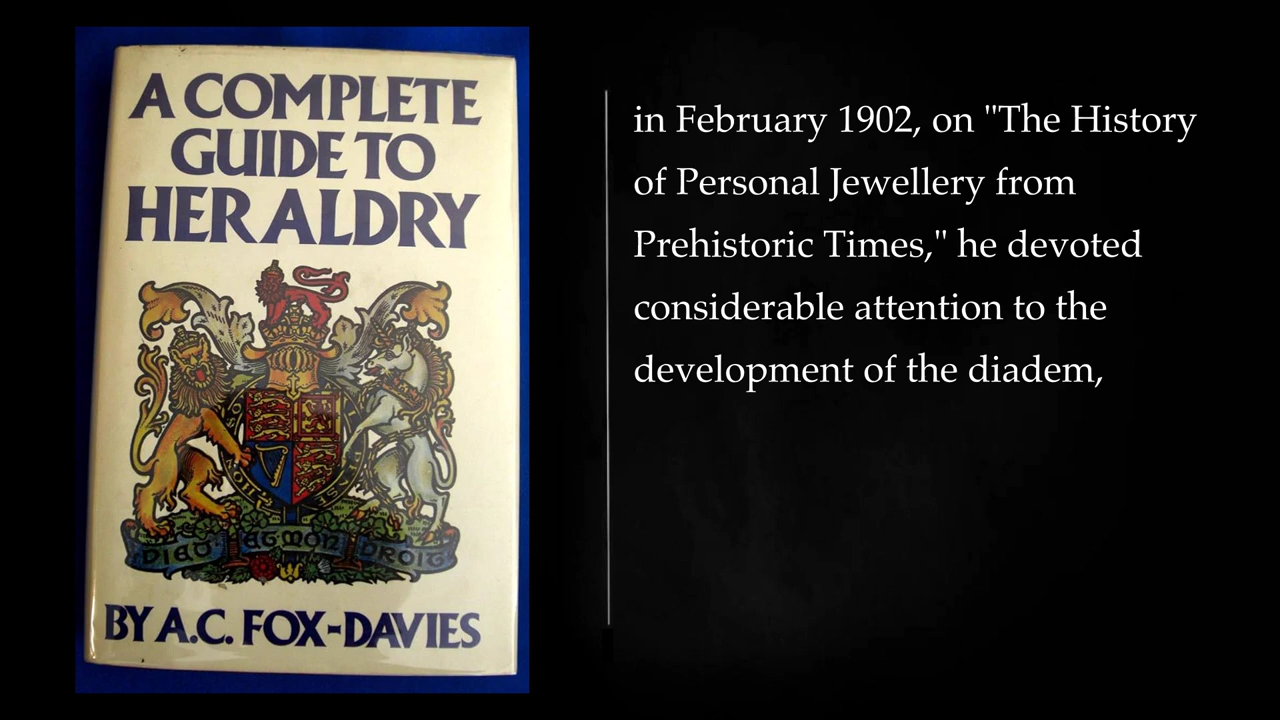 A COMPLETE
GUIDE TO
HERALDRY
DIEU ET MON DROIT
BY A.C. FOX-DAVIES
in February 1902, on "The History
of Personal Jewellery from
Prehistoric Times," he devoted
considerable attention to the
development of the diadem,